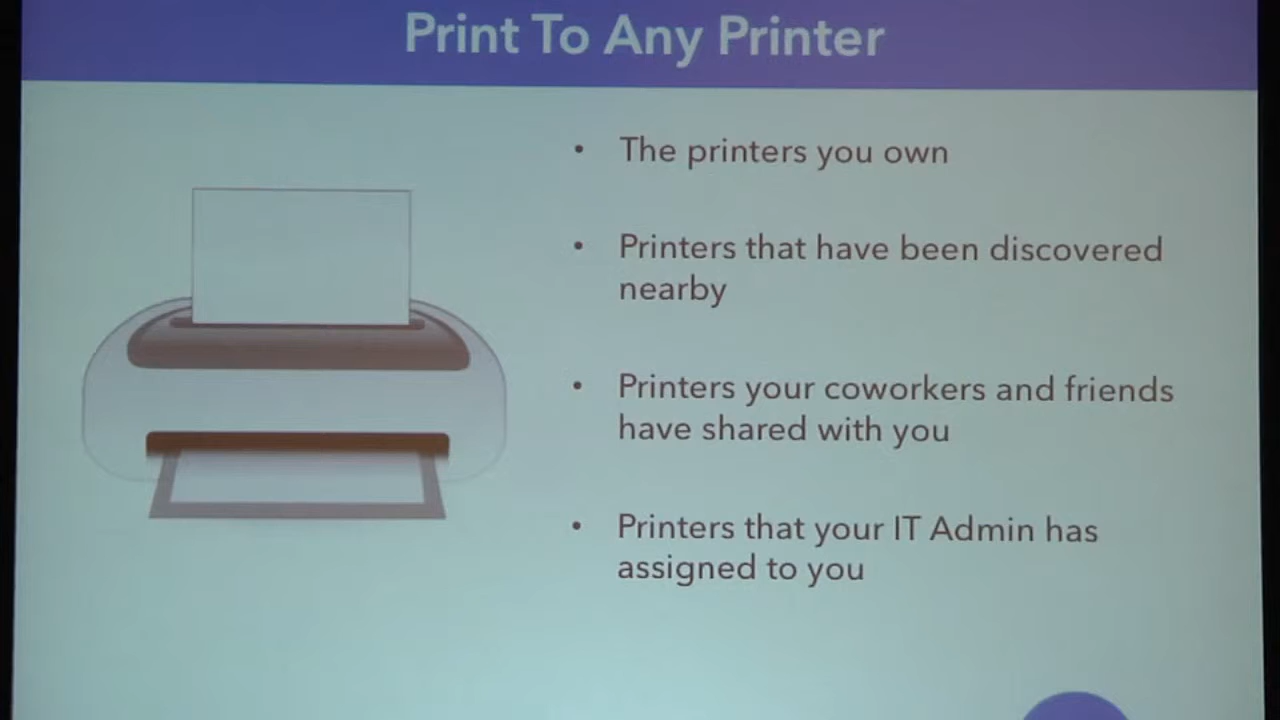 Print To Any Printer
• The printers you own
• Printers that have been discovered
nearby
• Printers your coworkers and friends
have shared with you
• Printers that your IT Admin has
assigned to you